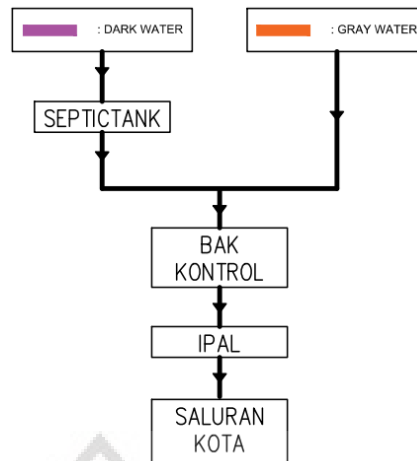 : DARK WATER
: GRAY WATER
SEPTICTANK
BAK
KONTROL
IPAL
SALURAN
KOTA